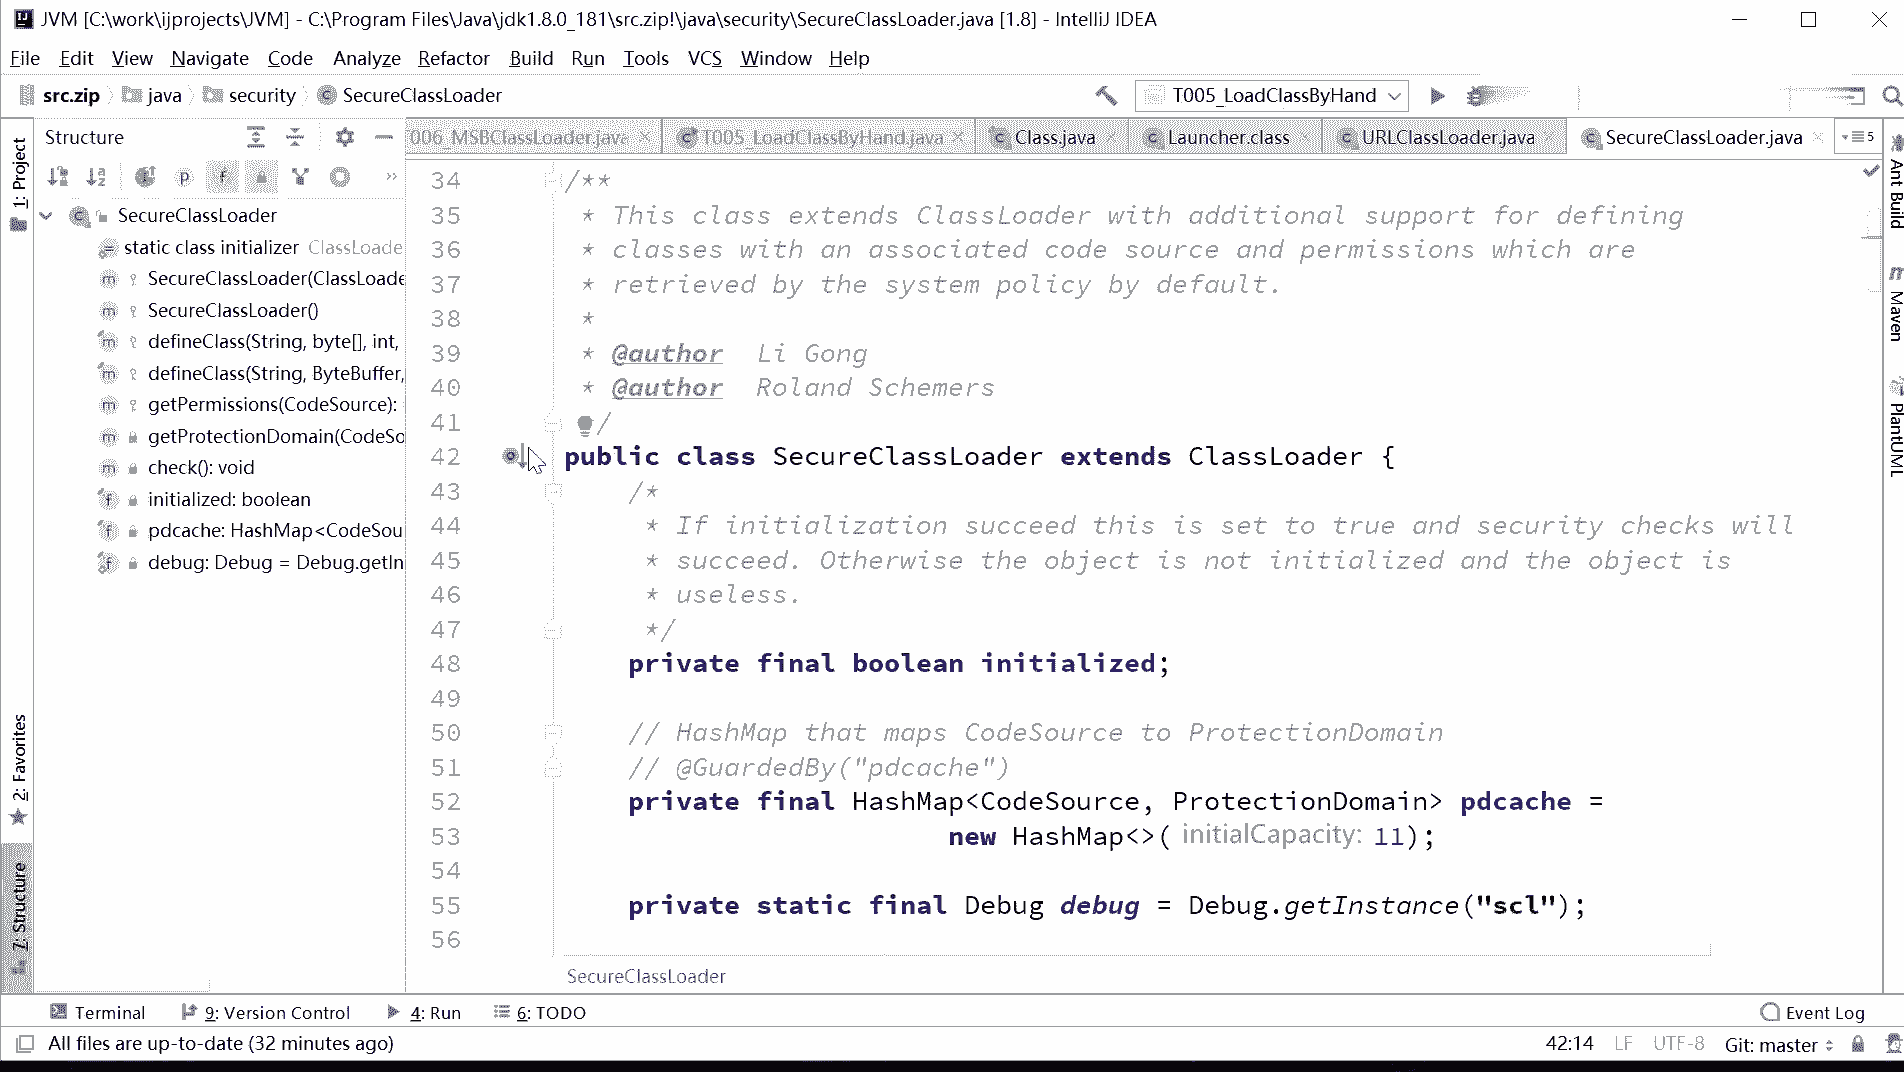 JVM [C:\work\ijprojects\JVM] - C:\Program Files\Java\jdk1.8.0_181\src.zip!\java\security\SecureClassLoader.java [1.8] - IntelliJ IDEA
File Edit View Navigate Code Analyze Refactor Build Run Tools VCS Window Help
src.zip java security SecureClassLoader T005_LoadClassByHand
1: Project
Structure
006_MSBClassLoader.java T005_LoadClassByHand.java Class.java Launcher.class URLClassLoader.java SecureClassLoader.java 5
SecureClassLoader
static class initializer ClassLoade
SecureClassLoader(ClassLoade
SecureClassLoader()
defineClass(String, byte[], int,
defineClass(String, ByteBuffer,
getPermissions(CodeSource):
getProtectionDomain(CodeSo
check(): void
initialized: boolean
pdcache: HashMap<CodeSou
debug: Debug = Debug.getIn
34 /**
35 * This class extends ClassLoader with additional support for defining
36 * classes with an associated code source and permissions which are
37 * retrieved by the system policy by default.
38 *
39 * @author Li Gong
40 * @author Roland Schemers
41 /
42 public class SecureClassLoader extends ClassLoader {
43 /*
44 * If initialization succeed this is set to true and security checks will
45 * succeed. Otherwise the object is not initialized and the object is
46 * useless.
47 */
48 private final boolean initialized;
49
50 // HashMap that maps CodeSource to ProtectionDomain
51 // @GuardedBy("pdcache")
52 private final HashMap<CodeSource, ProtectionDomain> pdcache =
53 new HashMap<>( initialCapacity: 11);
54
55 private static final Debug debug = Debug.getInstance("scl");
56
SecureClassLoader
Ant Build
Maven
PlantUML
2: Favorites
7: Structure
Terminal 9: Version Control 4: Run 6: TODO Event Log
All files are up-to-date (32 minutes ago) 42:14 LF UTF-8 Git: master